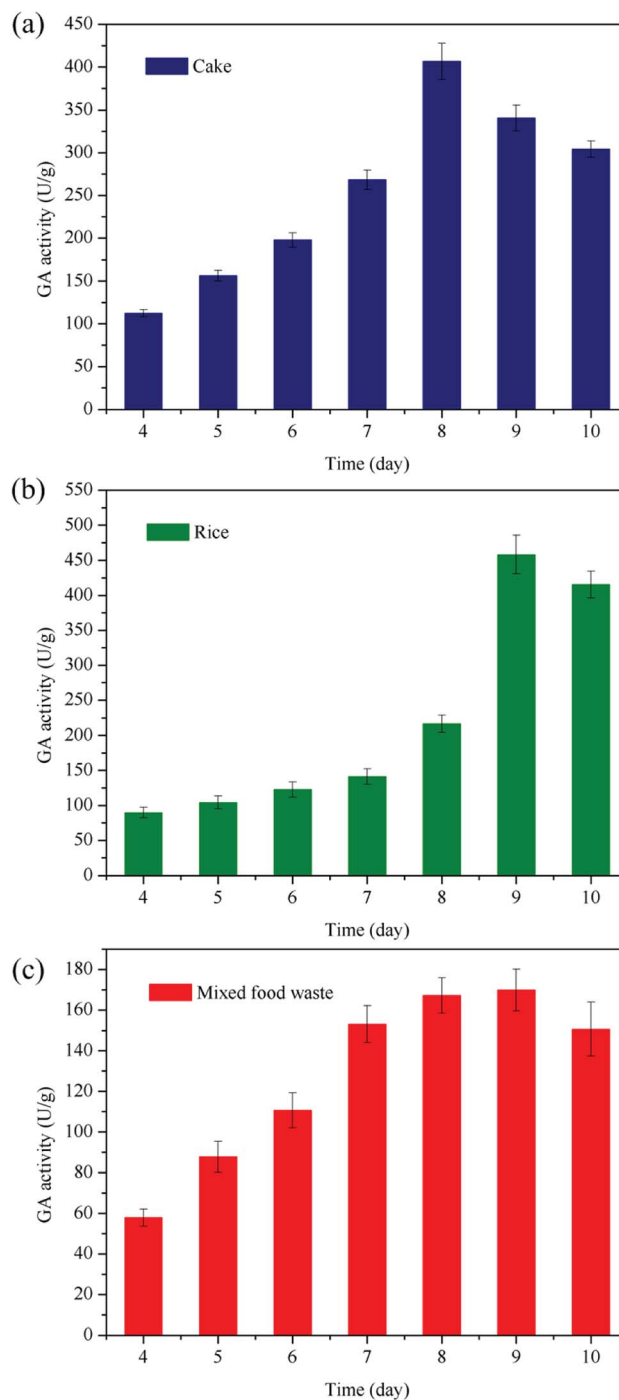 (a)
450
400
350
300
250
200
150
100
50
0
GA activity (U/g)
Cake
4 5 6 7 8 9 10
Time (day)
(b)
550
500
450
400
350
300
250
200
150
100
50
0
GA activity (U/g)
Rice
4 5 6 7 8 9 10
Time (day)
(c)
180
160
140
120
100
80
60
40
20
0
GA activity (U/g)
Mixed food waste
4 5 6 7 8 9 10
Time (day)